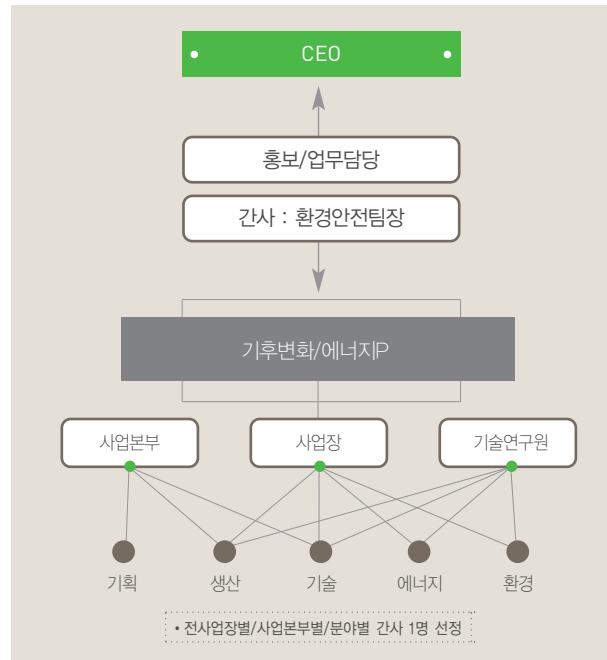 CEO
홍보/업무담당
간사 : 환경안전팀장
기후변화/에너지P
사업본부 사업장 기술연구원
기획 생산 기술 에너지 환경
• 전사업장별/사업본부별/분야별 간사 1명 선정